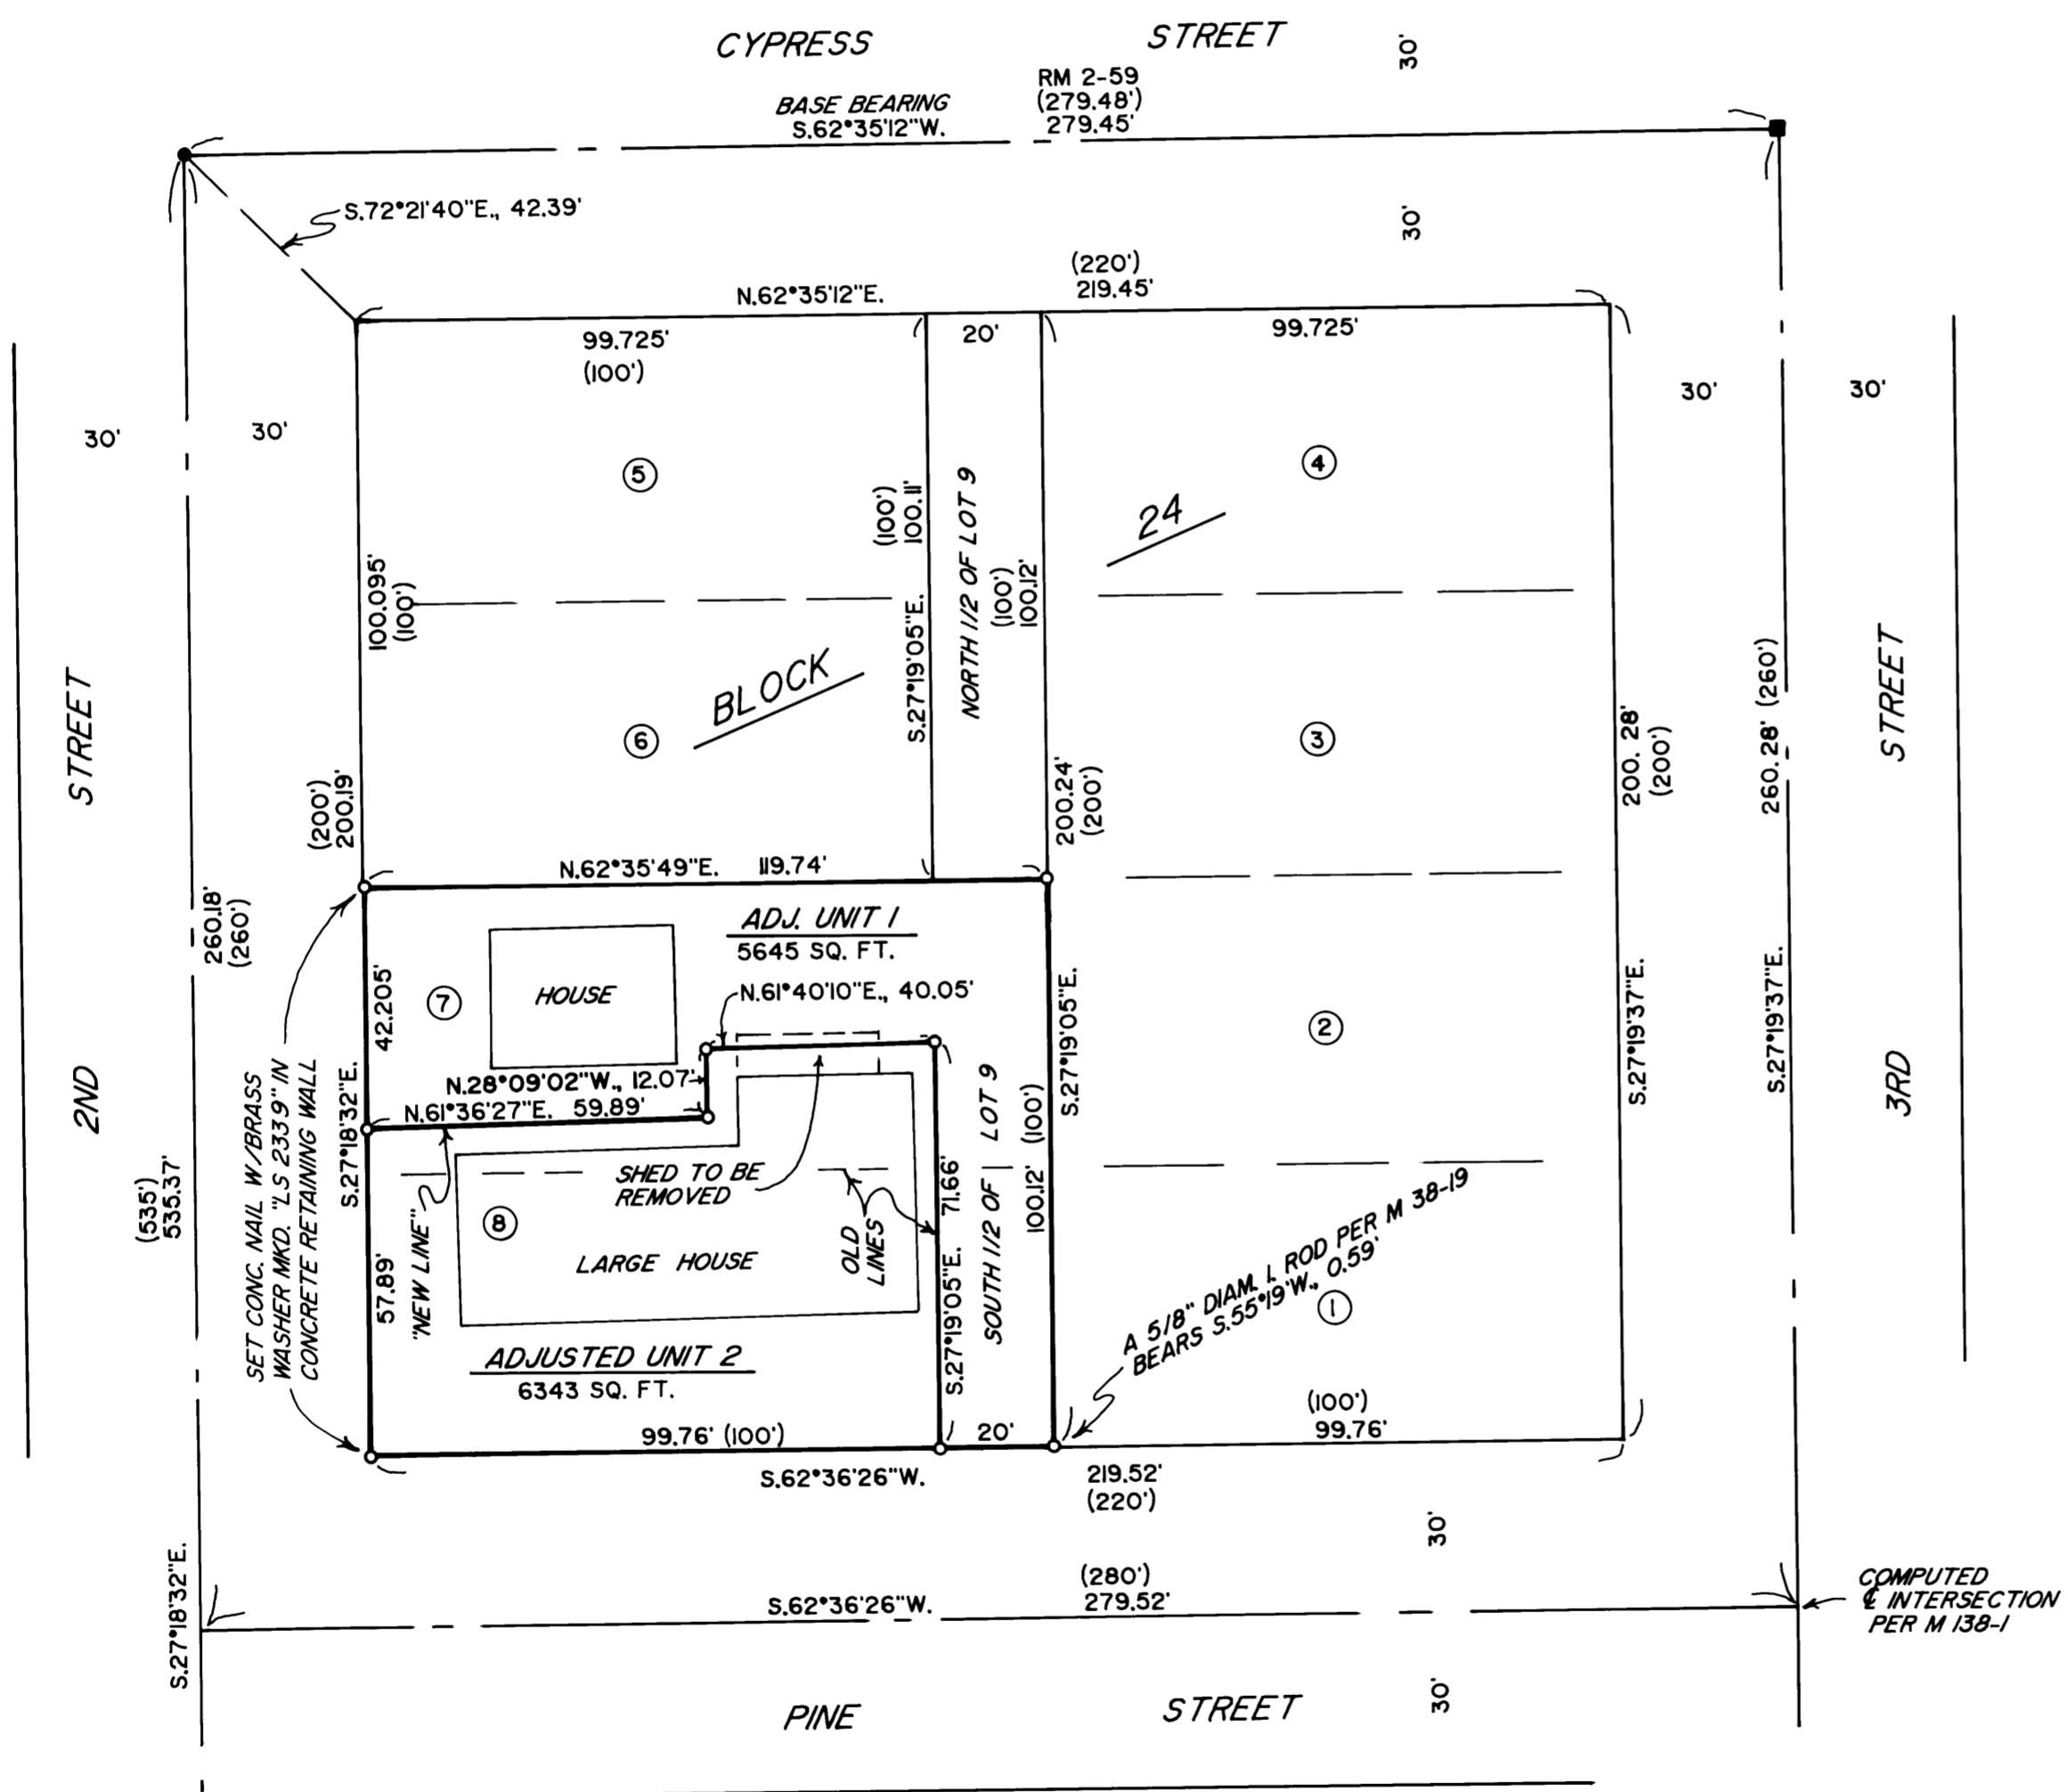 CYPRESS STREET
30'
RM 2-59
(279.48')
279.45'
BASE BEARING
S.62°35'12"W.
S.72°21'40"E., 42.39'
30'
(220')
219.45'
N.62°35'12"E.
99.725'
(100')
20'
99.725'
30'
30'
30'
30'
5
4
(100')
100.11'
S.27°19'05"E.
NORTH 1/2 OF LOT 9
(100')
100.12'
24
BLOCK
100.095'
(100')
6
3
(200')
200.19'
200.24'
(200')
200.28'
(200')
260.28' (260')
2ND STREET
3RD STREET
N.62°35'49"E. 119.74'
260.18'
(260')
ADJ. UNIT 1
5645 SQ. FT.
HOUSE
7
42.205'
N.61°40'10"E., 40.05'
N.28°09'02"W., 12.07'
N.61°36'27"E. 59.89'
S.27°18'32"E.
S.27°19'05"E.
2
S.27°19'37"E.
S.27°19'37"E.
SET CONC. NAIL W/BRASS
WASHER MKD. "LS 2339" IN
CONCRETE RETAINING WALL
(535')
535.37'
SHED TO BE
REMOVED
8
"NEW LINE"
57.89'
LARGE HOUSE
OLD
LINES
S.27°19'05"E. 71.66'
SOUTH 1/2 OF LOT 9
100.12' (100')
A 5/8" DIAM. I. ROD PER M 38-19
BEARS S.55°19'W., 0.59'
1
ADJUSTED UNIT 2
6343 SQ. FT.
99.76' (100')
20'
(100')
99.76'
S.62°36'26"W.
219.52'
(220')
30'
S.27°18'32"E.
(280')
279.52'
S.62°36'26"W.
COMPUTED
℄ INTERSECTION
PER M 138-1
30'
PINE STREET